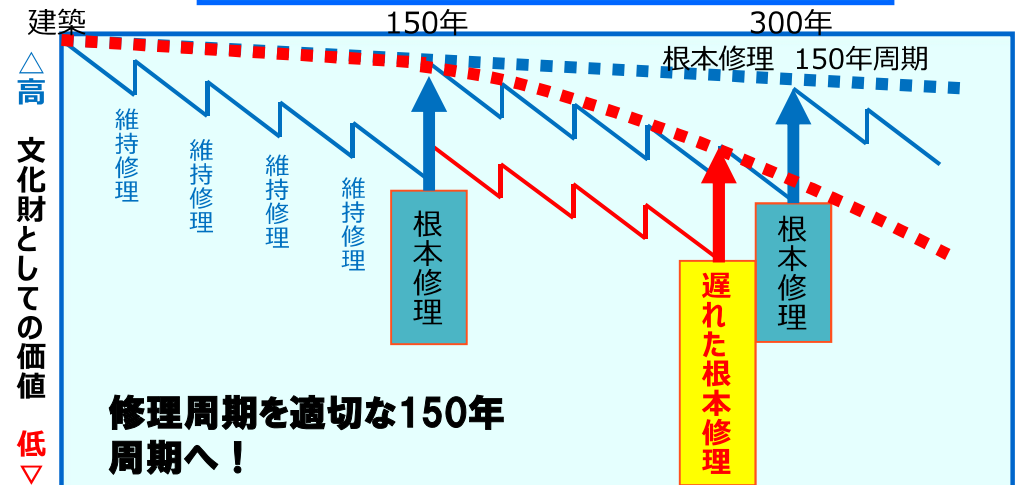 建築
150年
300年
根本修理 150年周期
△高 文化財としての価値 低▽
維持修理
維持修理
維持修理
維持修理
根本修理
遅れた根本修理
根本修理
修理周期を適切な150年
周期へ！